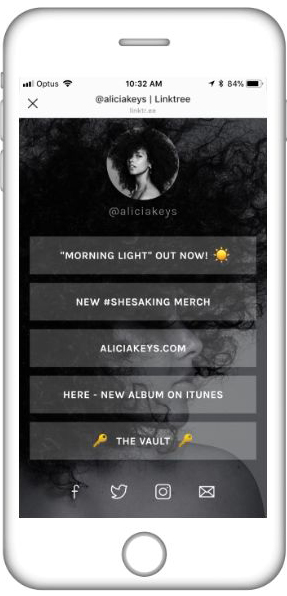 Optus 10:32 AM 84%
@aliciakeys | Linktree
linktr.ee
@aliciakeys
"MORNING LIGHT" OUT NOW!
NEW #SHESAKING MERCH
ALICIAKEYS.COM
HERE - NEW ALBUM ON ITUNES
THE VAULT